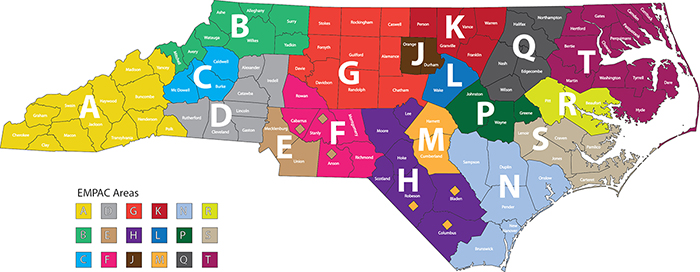 Ashe
Alleghany
Surry
Stokes
Rockingham
Caswell
Person
Vance
Warren
Halifax
Northampton
Gates
Hertford
Watauga
Wilkes
Yadkin
Forsyth
Guilford
Alamance
Orange
Durham
Granville
Franklin
Nash
Edgecombe
Bertie
Perquimans
Avery
Caldwell
Alexander
Iredell
Davie
Davidson
Randolph
Chatham
Wake
Wilson
Martin
Washington
Tyrrell
Dare
Madison
Yancey
Mc Dowell
Burke
Catawba
Rowan
Johnston
Greene
Pitt
Beaufort
Hyde
Swain
Haywood
Buncombe
Graham
Rutherford
Lincoln
Cabarrus
Stanly
Montgomery
Moore
Lee
Harnett
Wayne
Lenoir
Craven
Pamlico
Cherokee
Macon
Jackson
Henderson
Polk
Cleveland
Gaston
Mecklenburg
Clay
Transylvania
Union
Anson
Richmond
Hoke
Cumberland
Sampson
Duplin
Jones
Carteret
Scotland
Onslow
Robeson
Bladen
Pender
Columbus
Brunswick
A
B
C
D
E
F
G
H
J
K
L
M
N
P
Q
R
S
T
EMPAC Areas
A D G K N R
B E H L P S
C F J M Q T